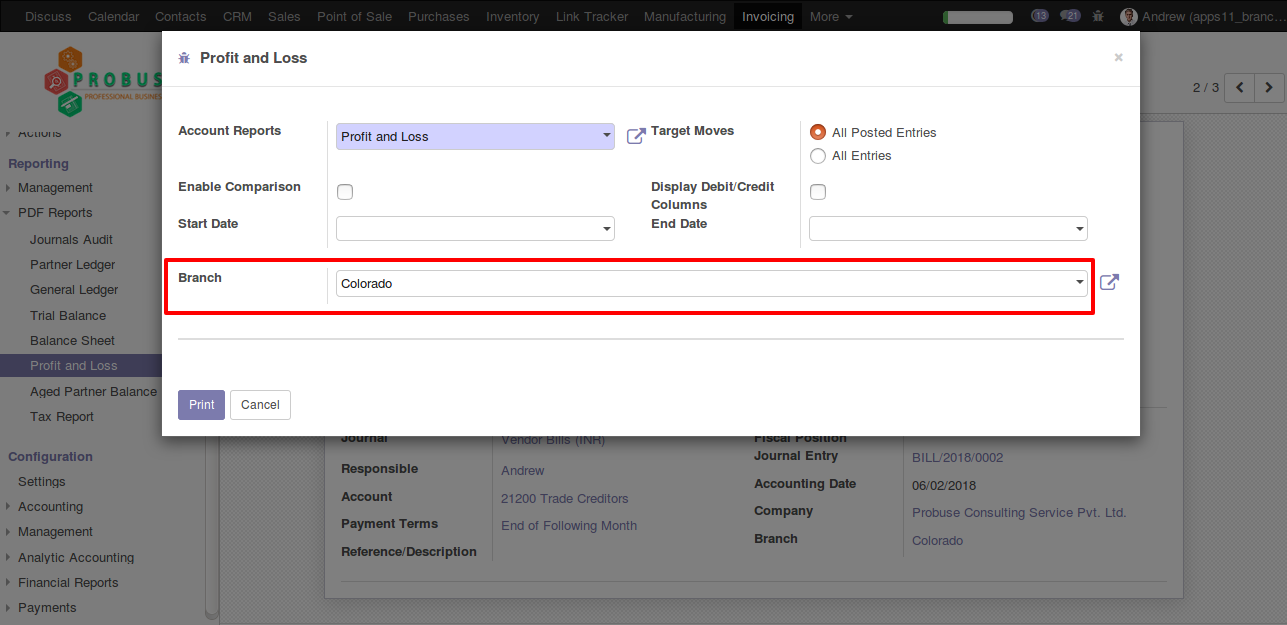 Discuss Calendar Contacts CRM Sales Point of Sale Purchases Inventory Link Tracker Manufacturing Invoicing More 13 21 Andrew (apps11_branc...
PROBUS
PROFESSIONAL BUSINES
2 / 3
Actions
Reporting
Management
PDF Reports
Journals Audit
Partner Ledger
General Ledger
Trial Balance
Balance Sheet
Profit and Loss
Aged Partner Balance
Tax Report
Configuration
Settings
Accounting
Management
Analytic Accounting
Financial Reports
Payments
Profit and Loss ×
Account Reports Profit and Loss Target Moves All Posted Entries
All Entries
Enable Comparison Display Debit/Credit
Columns
Start Date End Date
Branch Colorado
Print Cancel
Journal Vendor Bills (INR) Fiscal Position
Journal Entry BILL/2018/0002
Responsible Andrew
Accounting Date 06/02/2018
Account 21200 Trade Creditors
Company Probuse Consulting Service Pvt. Ltd.
Payment Terms End of Following Month
Branch Colorado
Reference/Description